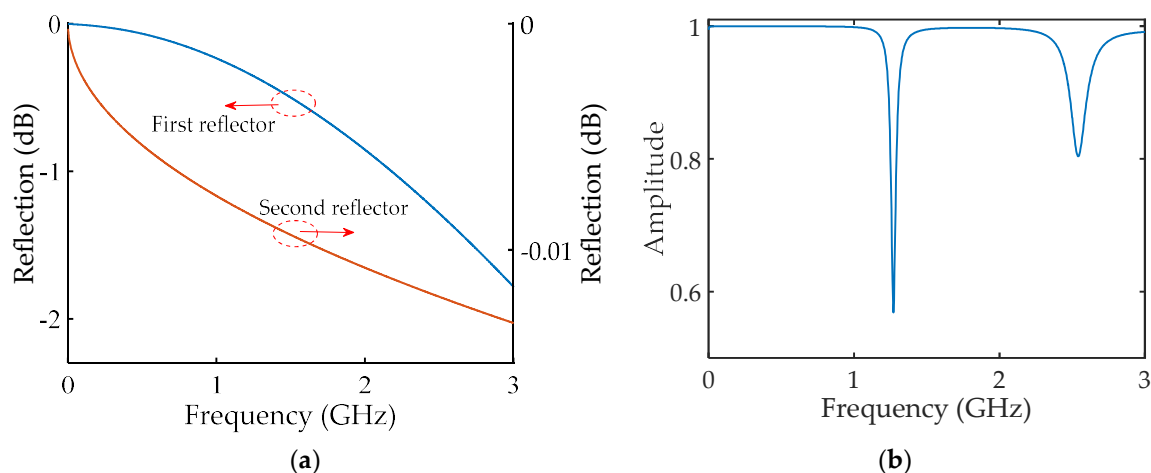 0
-1
-2
Reflection (dB)
First reflector
Second reflector
0
-0.01
Reflection (dB)
0
1
2
3
Frequency (GHz)
(a)
1
0.8
0.6
Amplitude
0
1
2
3
Frequency (GHz)
(b)